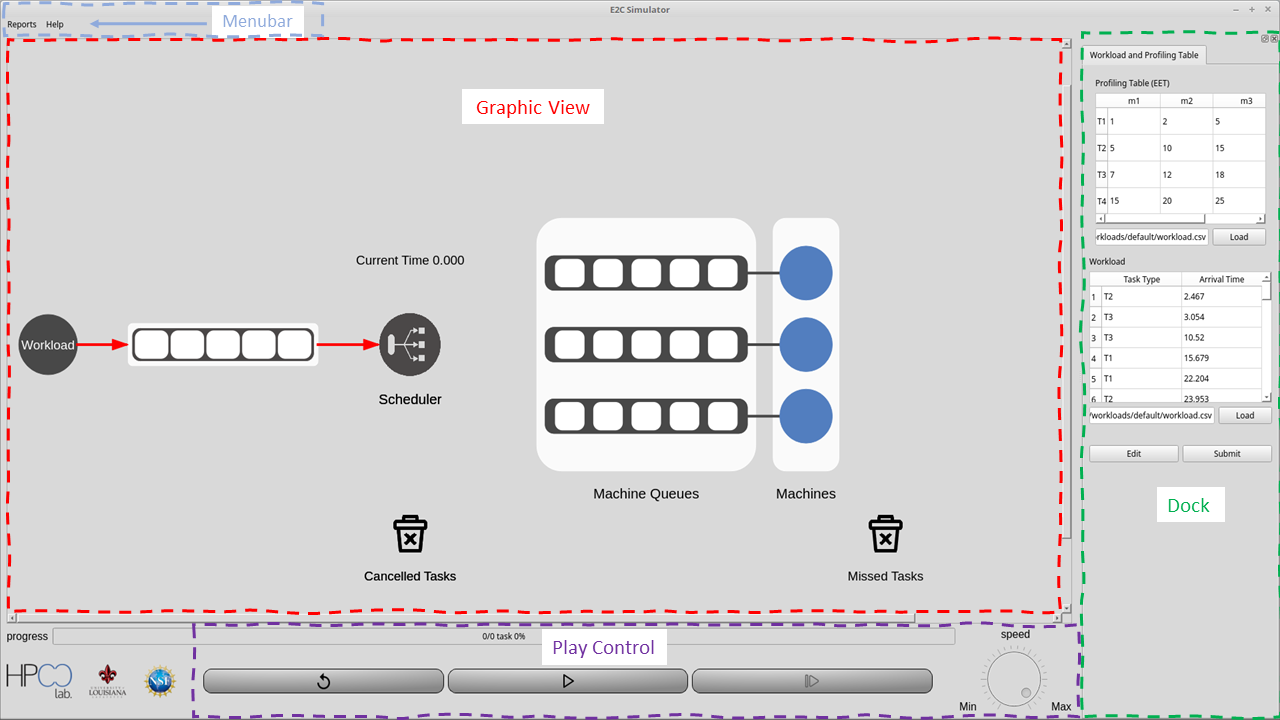 E2C Simulator
Reports Help
Menubar
Graphic View
Current Time 0.000
Workload
Scheduler
Machine Queues
Machines
Cancelled Tasks
Missed Tasks
Workload and Profiling Table
Profiling Table (EET)
m1 m2 m3
T1 1 2 5
T2 5 10 15
T3 7 12 18
T4 15 20 25
rkloads/default/workload.csv Load
Workload
Task Type Arrival Time
1 T2 2.467
2 T3 3.054
3 T3 10.52
4 T1 15.679
5 T1 22.204
6 T2 23.953
/workloads/default/workload.csv Load
Edit Submit
Dock
progress
0/0 task 0%
Play Control
speed
Min Max
HPCC
lab.
LOUISIANA
NSF